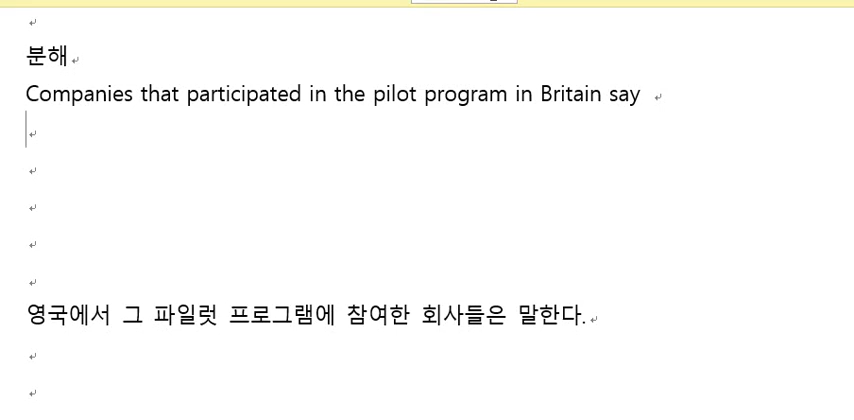 분해
Companies that participated in the pilot program in Britain say
영국에서 그 파일럿 프로그램에 참여한 회사들은 말한다.